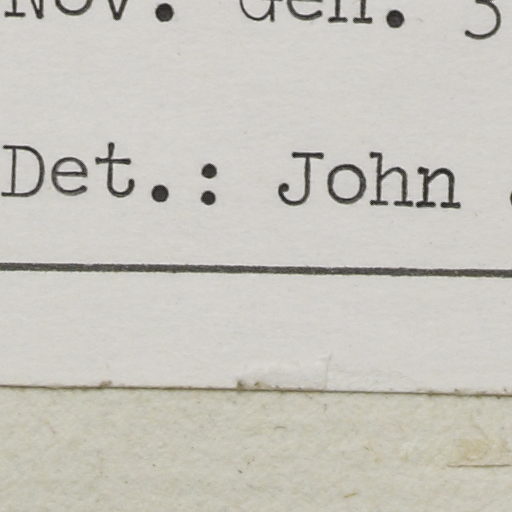 Nov. Gen. 3
Det.: John